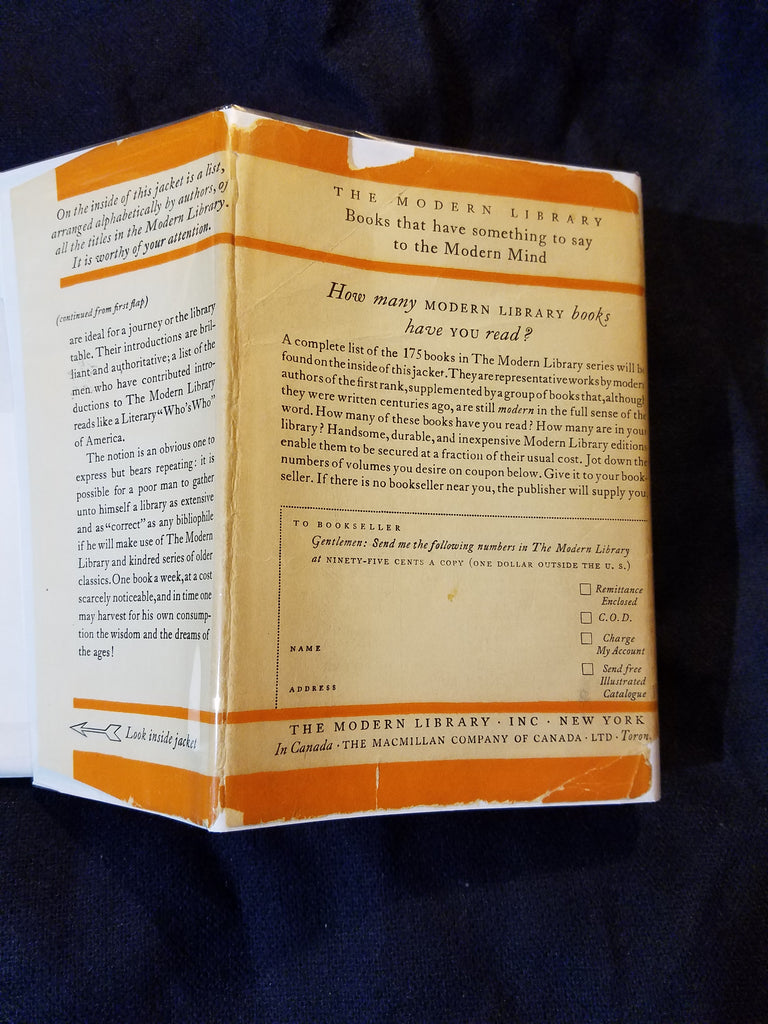 On the inside of this jacket is a list,
arranged alphabetically by authors, of
all the titles in the Modern Library.
It is worthy of your attention.
(continued from first flap)
are ideal for a journey or the library
table. Their introductions are bril-
liant and authoritative; a list of the
men who have contributed intro-
ductions to The Modern Library
reads like a Literary "Who's Who"
of America.
The notion is an obvious one to
express but bears repeating: it is
possible for a poor man to gather
unto himself a library as extensive
and as "correct" as any bibliophile
if he will make use of The Modern
Library and kindred series of older
classics. One book a week, at a cost
scarcely noticeable, and in time one
may harvest for his own consump-
tion the wisdom and the dreams of
the ages!
Look inside jacket
THE MODERN LIBRARY
Books that have something to say
to the Modern Mind
How many MODERN LIBRARY books
have YOU read?
A complete list of the 175 books in The Modern Library series will be
found on the inside of this jacket. They are representative works by modern
authors of the first rank, supplemented by a group of books that, although
they were written centuries ago, are still modern in the full sense of the
word. How many of these books have you read? How many are in your
library? Handsome, durable, and inexpensive Modern Library editions
enable them to be secured at a fraction of their usual cost. Jot down the
numbers of volumes you desire on coupon below. Give it to your book-
seller. If there is no bookseller near you, the publisher will supply you.
TO BOOKSELLER
Gentlemen: Send me the following numbers in The Modern Library
at NINETY-FIVE CENTS A COPY (ONE DOLLAR OUTSIDE THE U. S.)
Remittance
Enclosed
C.O.D.
Charge
My Account
Send free
Illustrated
Catalogue
NAME
ADDRESS
THE MODERN LIBRARY · INC · NEW YORK
In Canada · THE MACMILLAN COMPANY OF CANADA · LTD · Toron